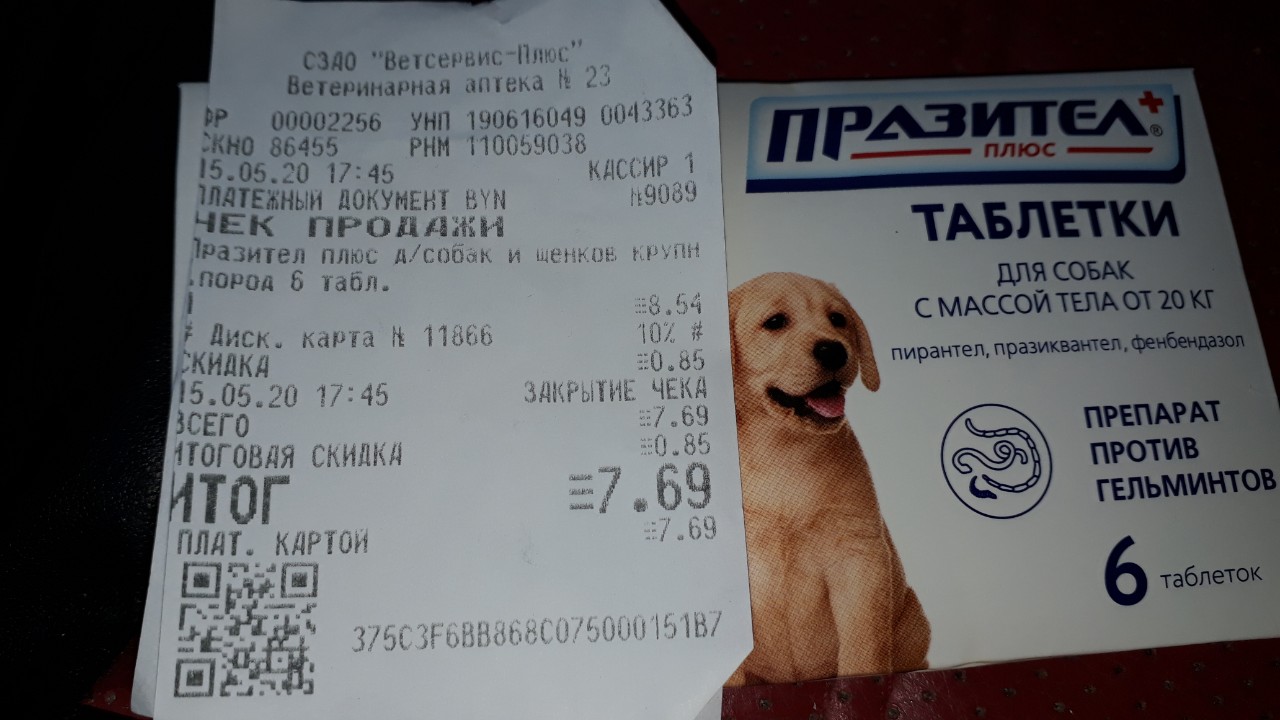 СЗАО "Ветсервис-Плюс"
Ветеринарная аптека № 23
ФР 00002256 УНП 190616049 0043363
СКНО 86455 РНМ 110059038
15.05.20 17:45 КАССИР 1
ПЛАТЕЖНЫЙ ДОКУМЕНТ BYN №9089
ЧЕК ПРОДАЖИ
Празител плюс д/собак и щенков крупн
.пород 6 табл.
≡8.54
# Диск. карта № 11866 10% #
СКИДКА ≡0.85
15.05.20 17:45 ЗАКРЫТИЕ ЧЕКА
ВСЕГО ≡7.69
ИТОГОВАЯ СКИДКА ≡0.85
ИТОГ ≡7.69
ПЛАТ. КАРТОЙ ≡7.69
375C3F6BB868C075000151B7
ПРАЗИТЕЛ+®
ПЛЮС
ТАБЛЕТКИ
ДЛЯ СОБАК
С МАССОЙ ТЕЛА ОТ 20 КГ
пирантел, празиквантел, фенбендазол
ПРЕПАРАТ
ПРОТИВ
ГЕЛЬМИНТОВ
6 таблеток